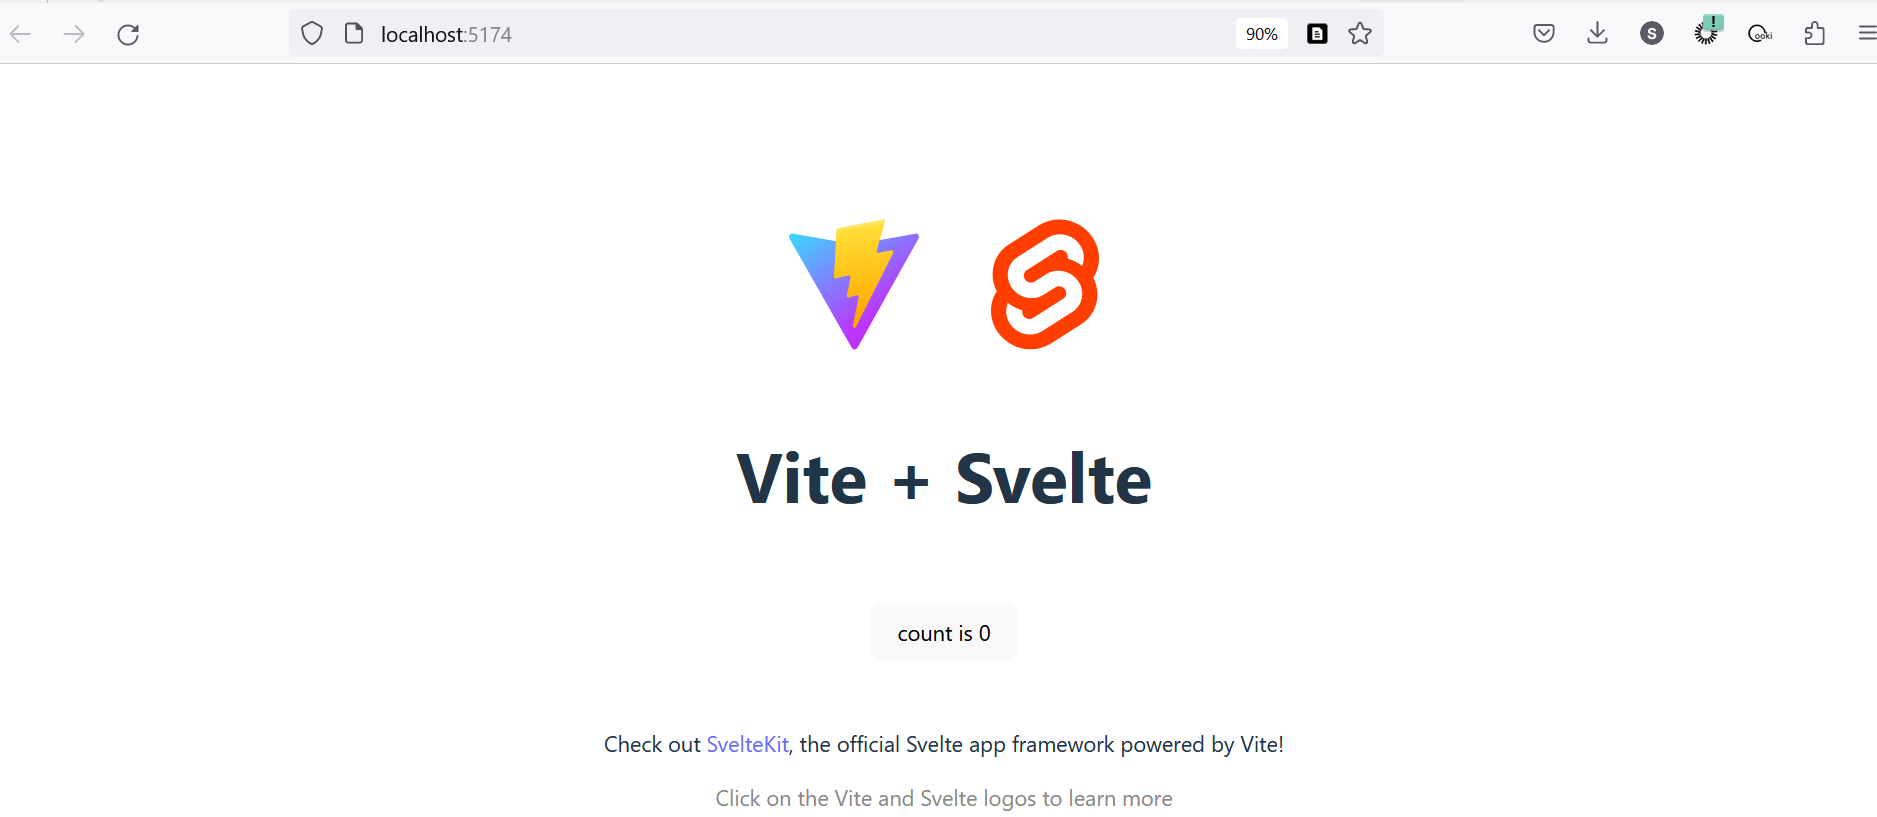 localhost:5174
90%
S
!
ooki
Vite + Svelte
count is 0
Check out SvelteKit, the official Svelte app framework powered by Vite!
Click on the Vite and Svelte logos to learn more